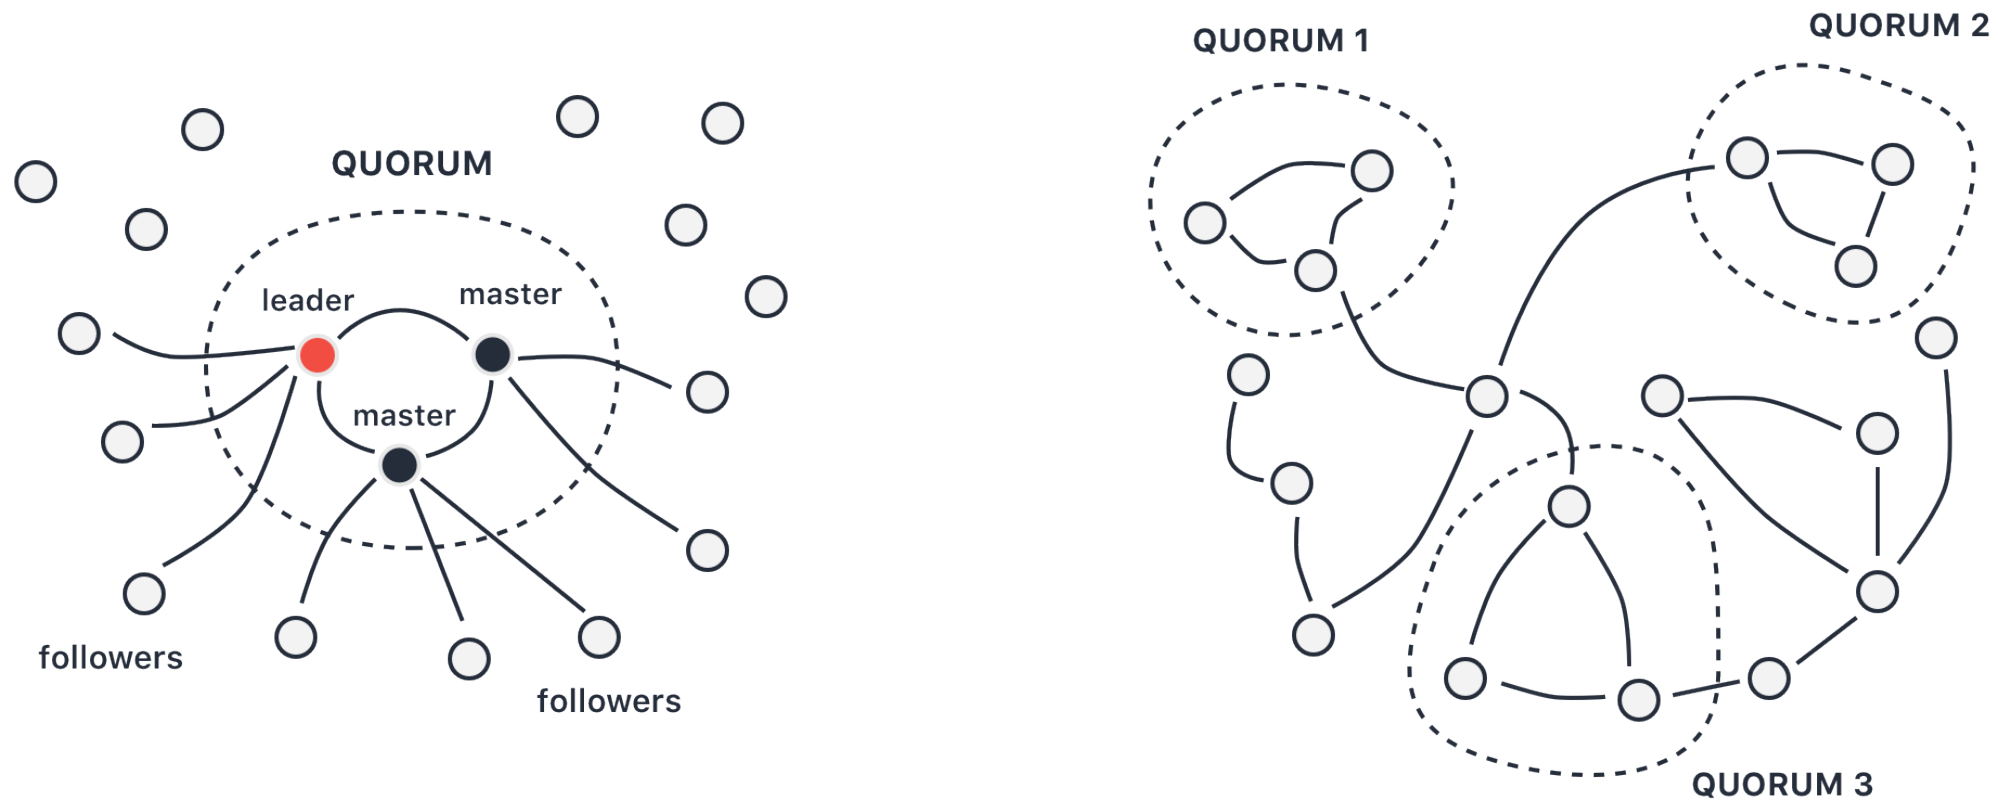 QUORUM
leader
master
master
followers
followers
QUORUM 1
QUORUM 2
QUORUM 3